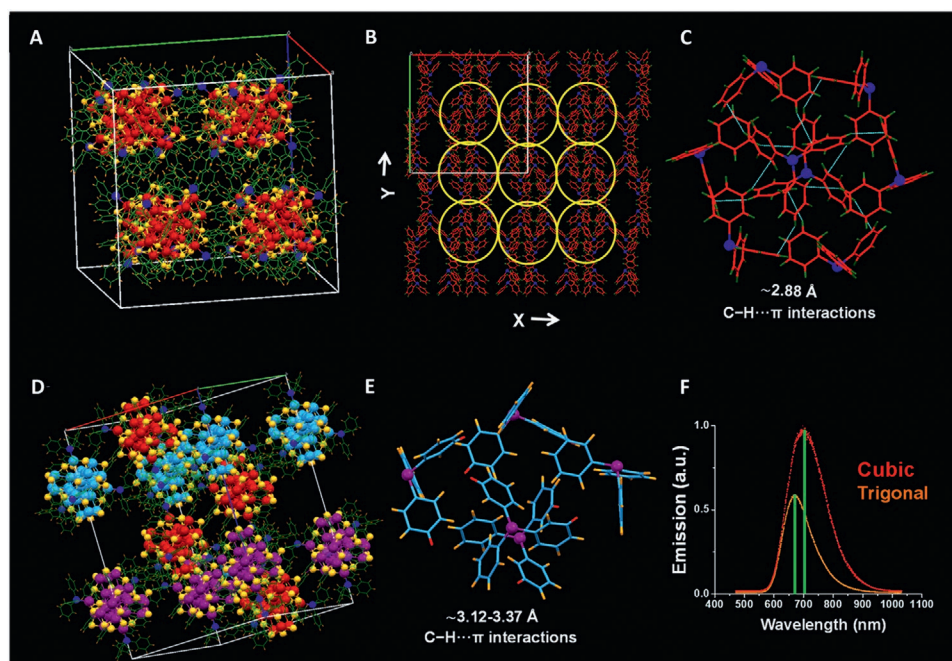 A
B
C
Y
X
~2.88 Å
C–H···π interactions
D
E
F
~3.12-3.37 Å
C–H···π interactions
1.0
0.5
0
Emission (a.u.)
Cubic
Trigonal
400 500 600 700 800 900 1000 1100
Wavelength (nm)